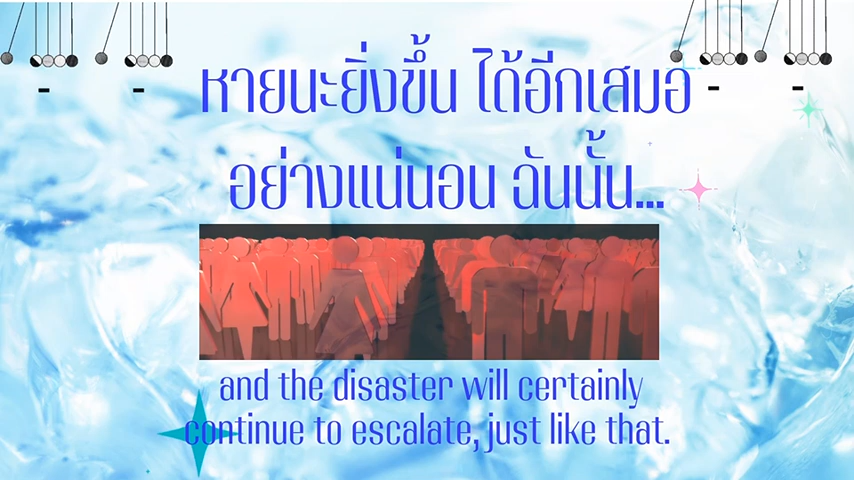 หายนะยิ่งขึ้น ได้อีกเสมอ
อย่างแน่นอน ฉันนั้น...
and the disaster will certainly
continue to escalate, just like that.